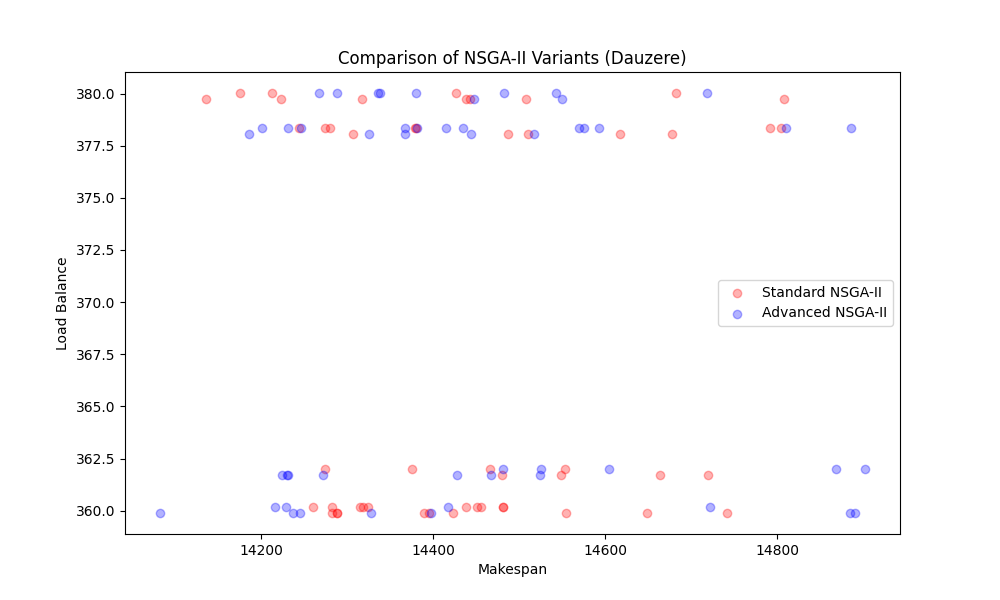 Comparison of NSGA-II Variants (Dauzere)
Load Balance
380.0
377.5
375.0
372.5
370.0
367.5
365.0
362.5
360.0
Standard NSGA-II
Advanced NSGA-II
14200
14400
14600
14800
Makespan